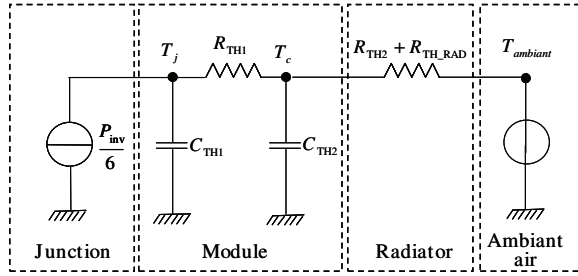 T_j
R_TH1
T_c
R_TH2 + R_TH_RAD
T_ambiant
P_inv
6
C_TH1
C_TH2
Junction
Module
Radiator
Ambiant
air